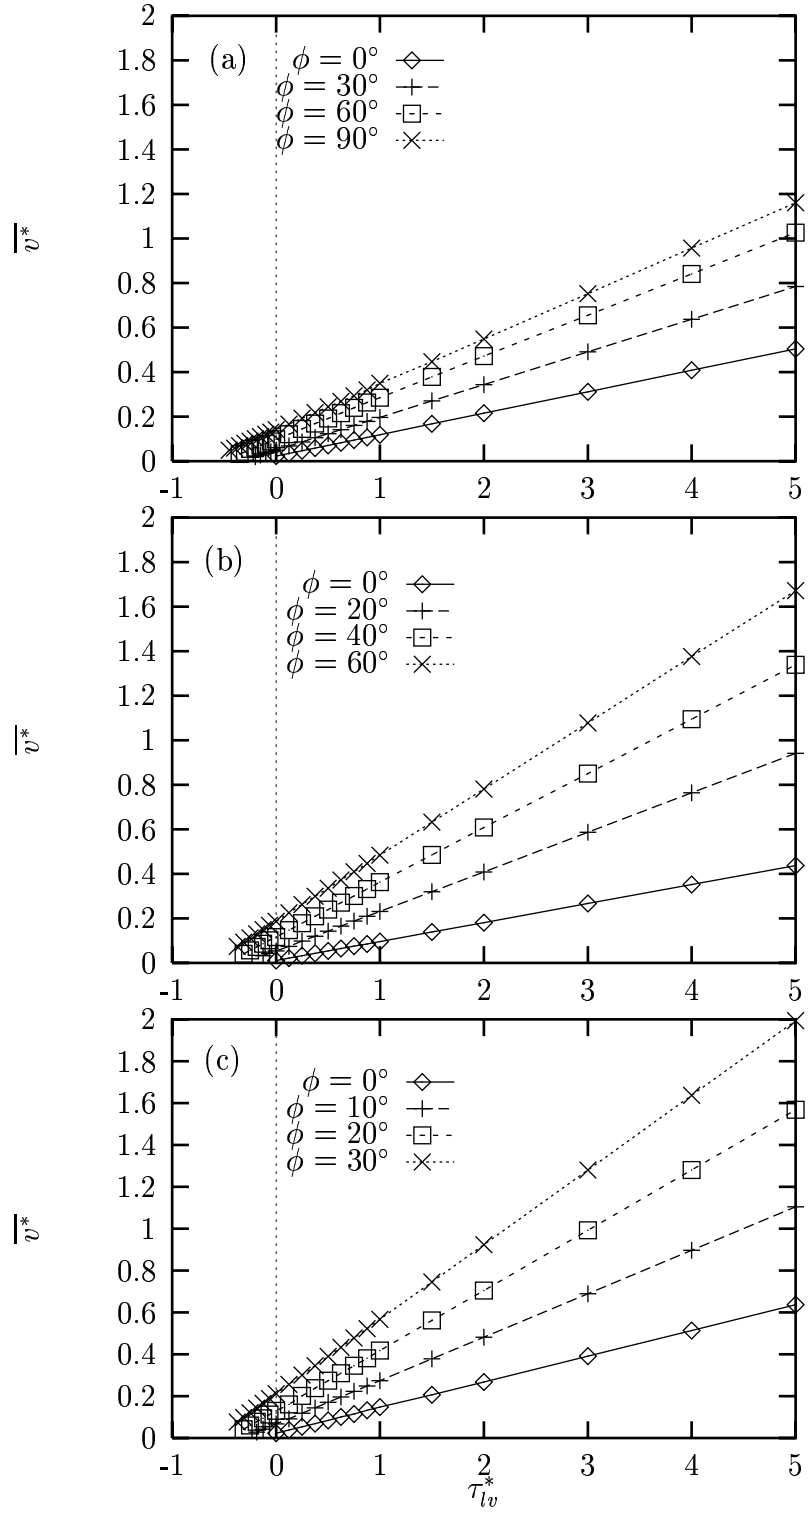 2
1.8
1.6
1.4
1.2
1
0.8
0.6
0.4
0.2
0
(a)
ϕ = 0°
ϕ = 30°
ϕ = 60°
ϕ = 90°
v*
-1 0 1 2 3 4 5
2
1.8
1.6
1.4
1.2
1
0.8
0.6
0.4
0.2
0
(b)
ϕ = 0°
ϕ = 20°
ϕ = 40°
ϕ = 60°
v*
-1 0 1 2 3 4 5
2
1.8
1.6
1.4
1.2
1
0.8
0.6
0.4
0.2
0
(c)
ϕ = 0°
ϕ = 10°
ϕ = 20°
ϕ = 30°
v*
-1 0 1 2 3 4 5
τ*lv